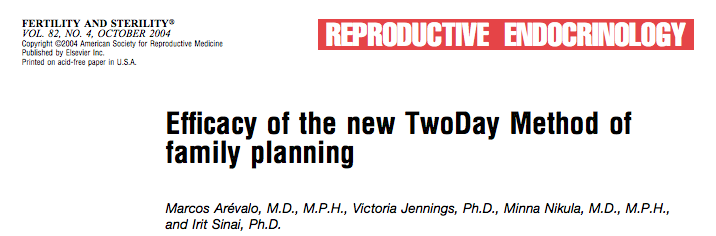 FERTILITY AND STERILITY®
VOL. 82, NO. 4, OCTOBER 2004
Copyright ©2004 American Society for Reproductive Medicine
Published by Elsevier Inc.
Printed on acid-free paper in U.S.A.
REPRODUCTIVE ENDOCRINOLOGY
Efficacy of the new TwoDay Method of
family planning
Marcos Arévalo, M.D., M.P.H., Victoria Jennings, Ph.D., Minna Nikula, M.D., M.P.H.,
and Irit Sinai, Ph.D.